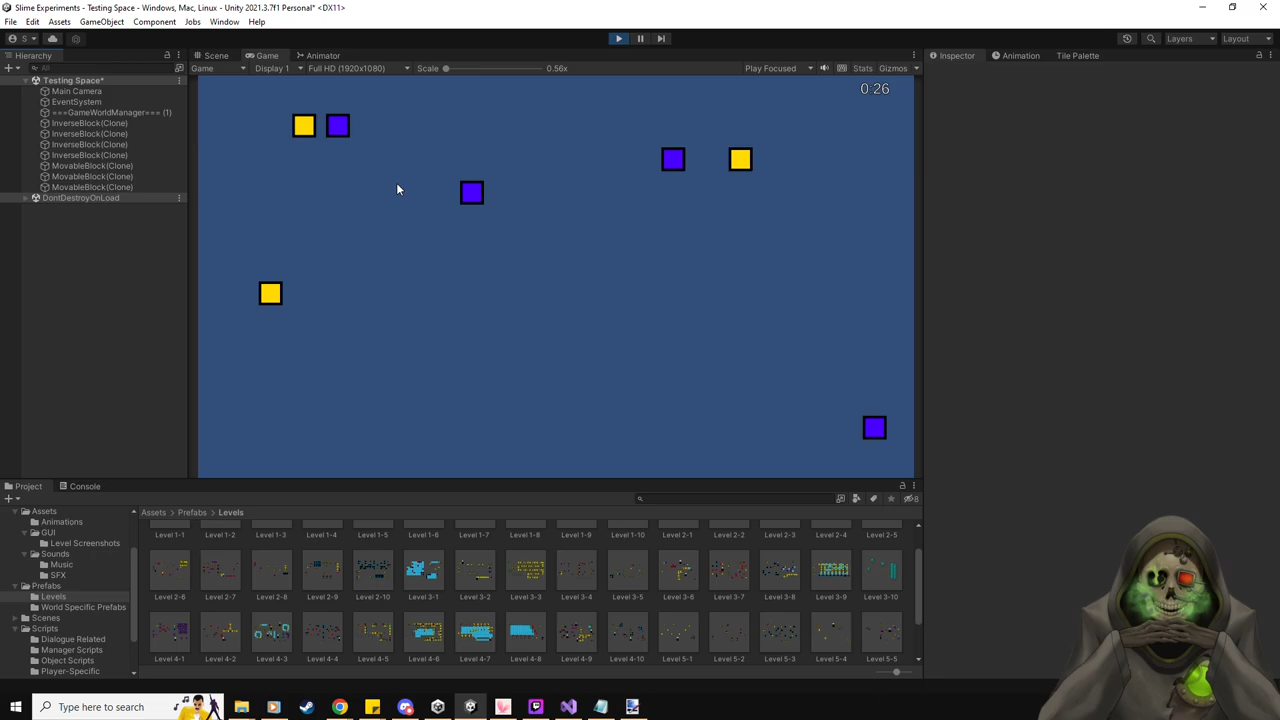 Slime Experiments - Testing Space - Windows, Mac, Linux - Unity 2021.3.7f1 Personal* <DX11>
File Edit Assets GameObject Component Jobs Window Help
S Layers Layout
Hierarchy Scene Game Animator Inspector Animation Tile Palette
All Game Display 1 Full HD (1920x1080) Scale 0.56x Play Focused Stats Gizmos
Testing Space*
Main Camera
EventSystem
===GameWorldManager=== (1)
InverseBlock(Clone)
InverseBlock(Clone)
InverseBlock(Clone)
InverseBlock(Clone)
MovableBlock(Clone)
MovableBlock(Clone)
MovableBlock(Clone)
DontDestroyOnLoad
0:26
Project Console
8
Assets
Animations
GUI
Level Screenshots
Sounds
Music
SFX
Prefabs
Levels
World Specific Prefabs
Scenes
Scripts
Dialogue Related
Manager Scripts
Object Scripts
Player-Specific
Assets > Prefabs > Levels
Level 1-1 Level 1-2 Level 1-3 Level 1-4 Level 1-5 Level 1-6 Level 1-7 Level 1-8 Level 1-9 Level 1-10 Level 2-1 Level 2-2 Level 2-3 Level 2-4 Level 2-5
Level 2-6 Level 2-7 Level 2-8 Level 2-9 Level 2-10 Level 3-1 Level 3-2 Level 3-3 Level 3-4 Level 3-5 Level 3-6 Level 3-7 Level 3-8 Level 3-9 Level 3-10
Level 4-1 Level 4-2 Level 4-3 Level 4-4 Level 4-5 Level 4-6 Level 4-7 Level 4-8 Level 4-9 Level 4-10 Level 5-1 Level 5-2 Level 5-3 Level 5-4 Level 5-5
Type here to search